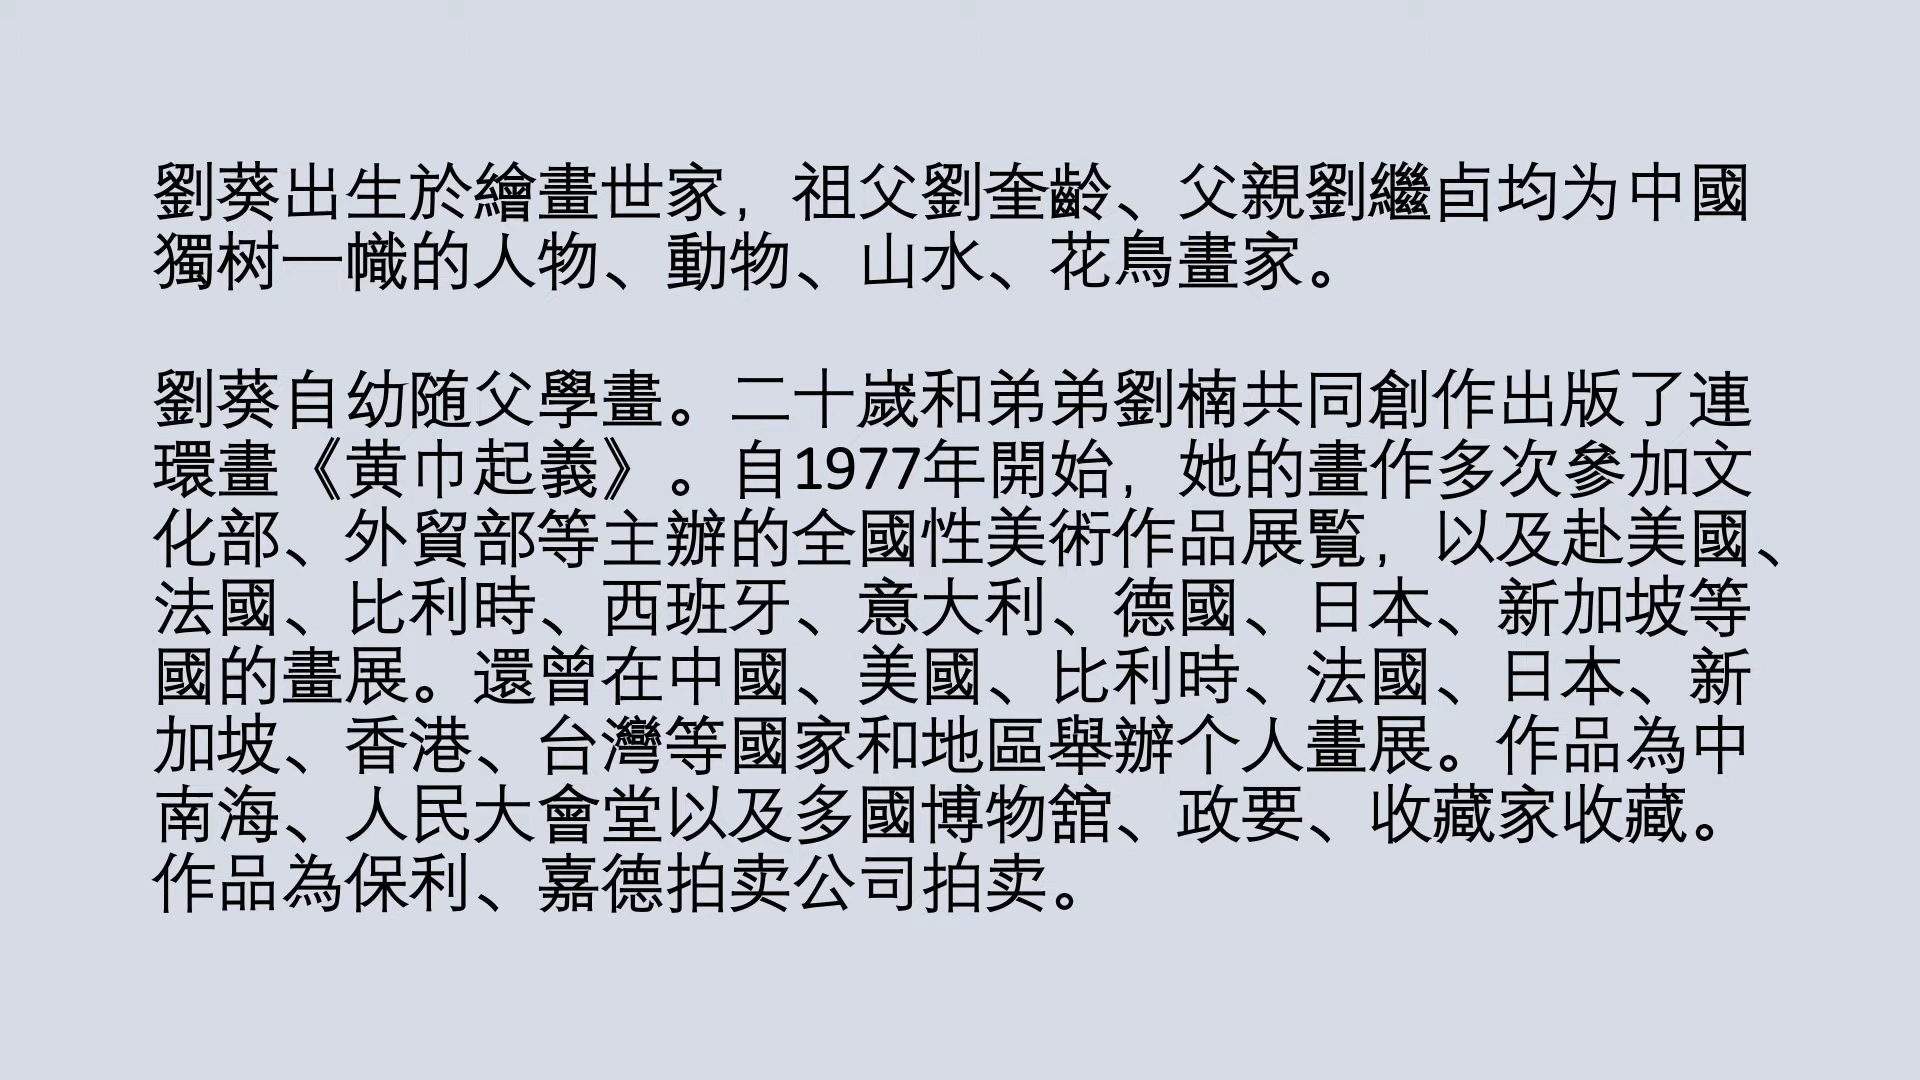 劉葵出生於繪畫世家，祖父劉奎齡、父親劉繼卣均为中國
獨树一幟的人物、動物、山水、花鳥畫家。
劉葵自幼随父學畫。二十歲和弟弟劉楠共同創作出版了連
環畫《黄巾起義》。自1977年開始，她的畫作多次參加文
化部、外貿部等主辦的全國性美術作品展覧，以及赴美國、
法國、比利時、西班牙、意大利、德國、日本、新加坡等
國的畫展。還曾在中國、美國、比利時、法國、日本、新
加坡、香港、台灣等國家和地區舉辦个人畫展。作品為中
南海、人民大會堂以及多國博物舘、政要、收藏家收藏。
作品為保利、嘉德拍卖公司拍卖。